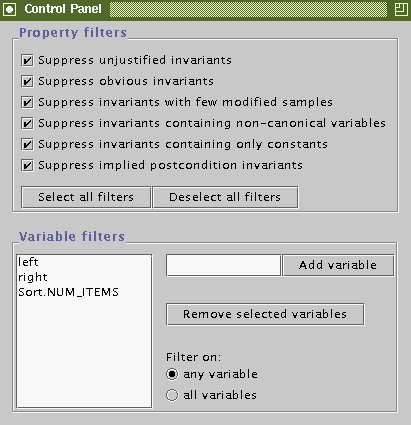 Control Panel
Property filters
Suppress unjustified invariants
Suppress obvious invariants
Suppress invariants with few modified samples
Suppress invariants containing non-canonical variables
Suppress invariants containing only constants
Suppress implied postcondition invariants
Select all filters Deselect all filters
Variable filters
left
right
Sort.NUM_ITEMS
Add variable
Remove selected variables
Filter on:
any variable
all variables